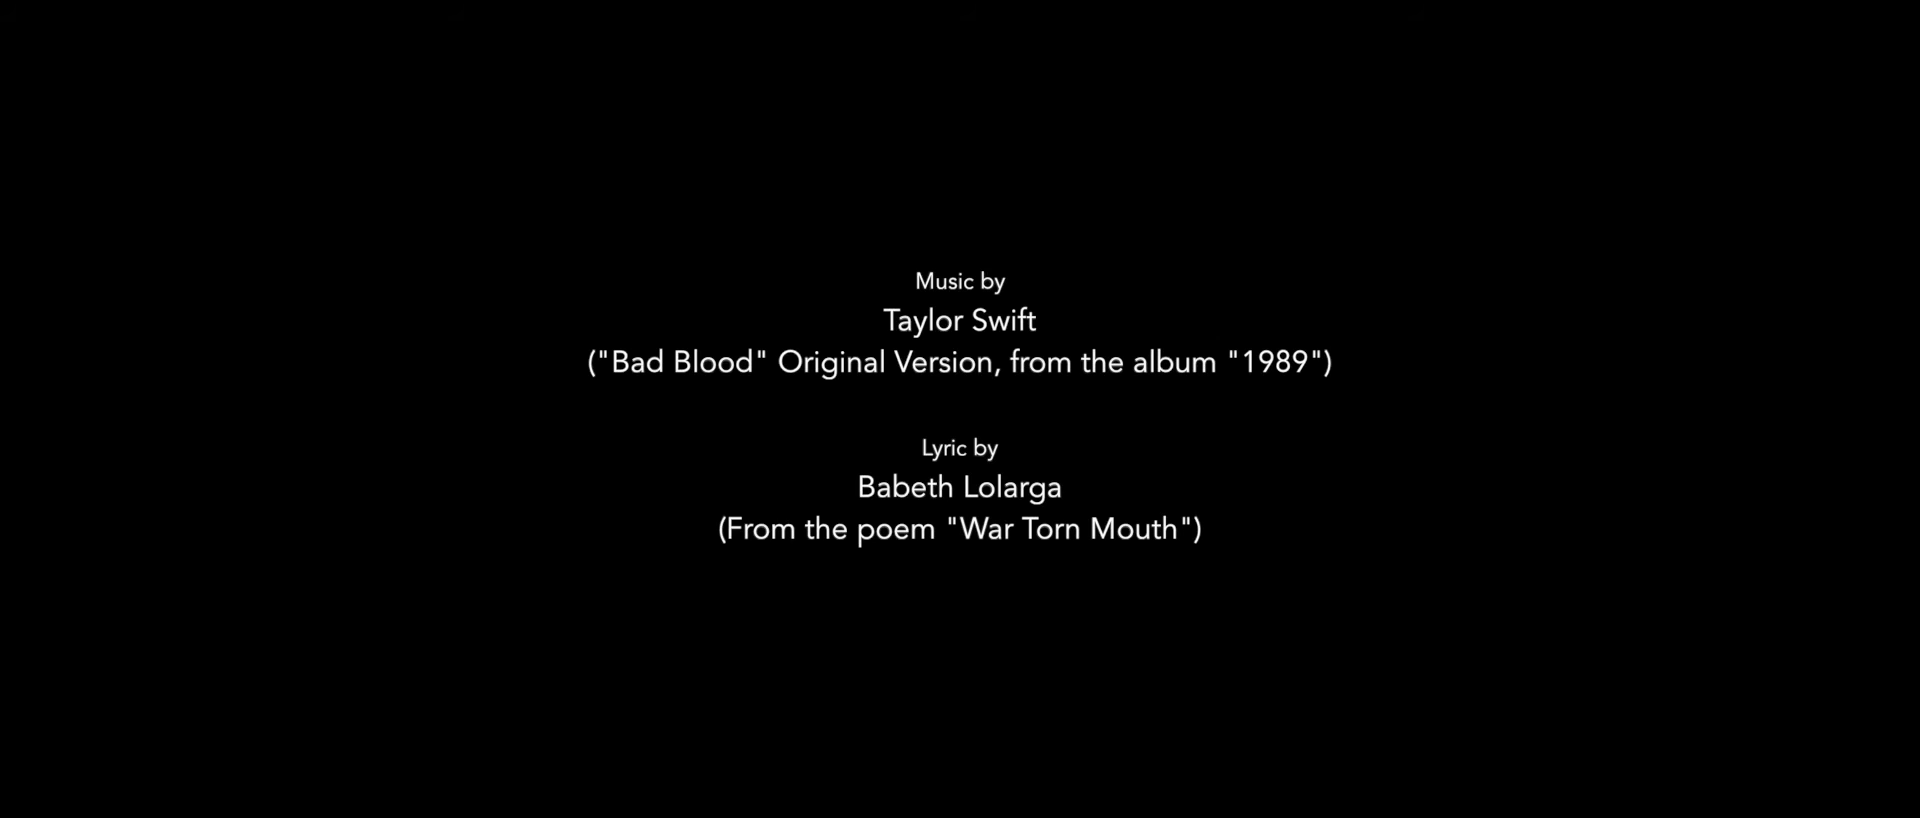 Music by
Taylor Swift
("Bad Blood" Original Version, from the album "1989")
Lyric by
Babeth Lolarga
(From the poem "War Torn Mouth")